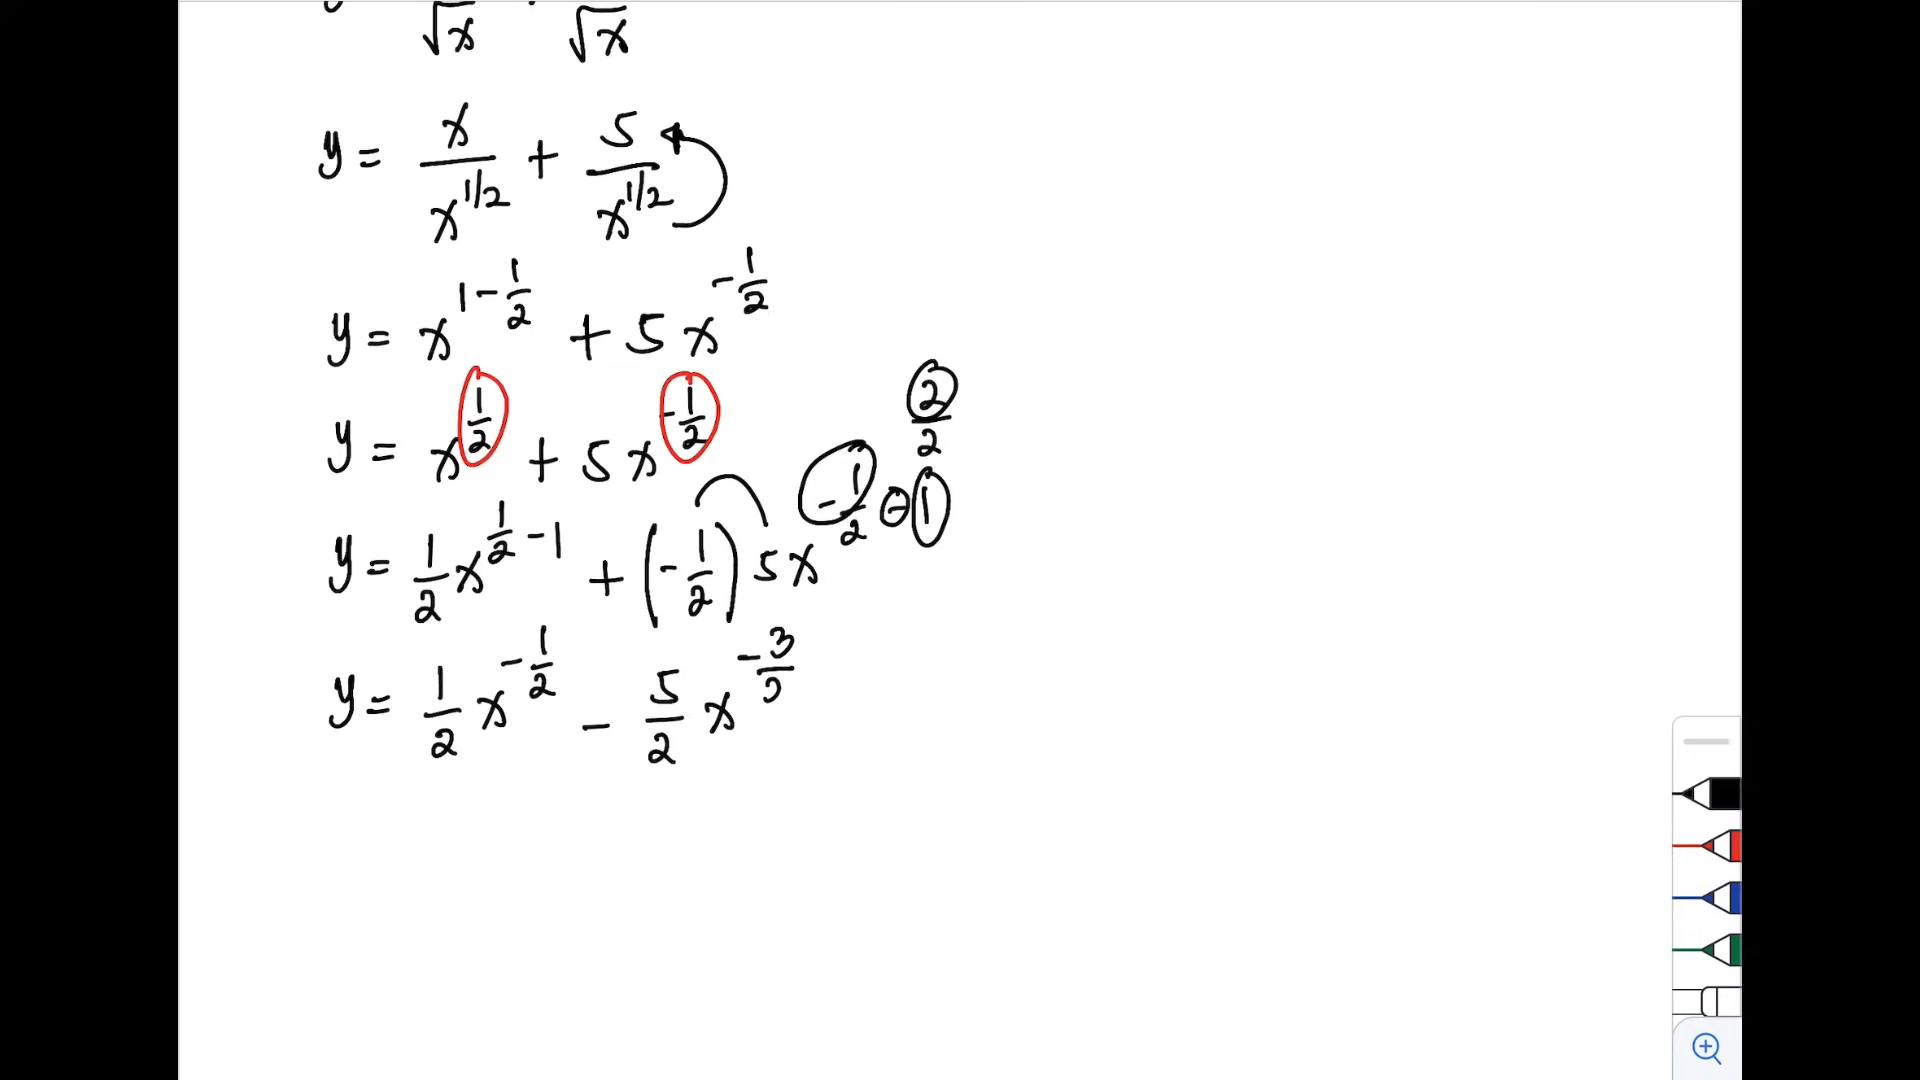 √x √x
y = x/x^(1/2) + 5/x^(1/2)
y = x^(1-1/2) + 5x^(-1/2)
y = x^(1/2) + 5x^(-1/2)
2/2
y = 1/2 x^(1/2 - 1) + (-1/2) 5x^(-1/2 - 1)
y = 1/2 x^(-1/2) - 5/2 x^(-3/2)